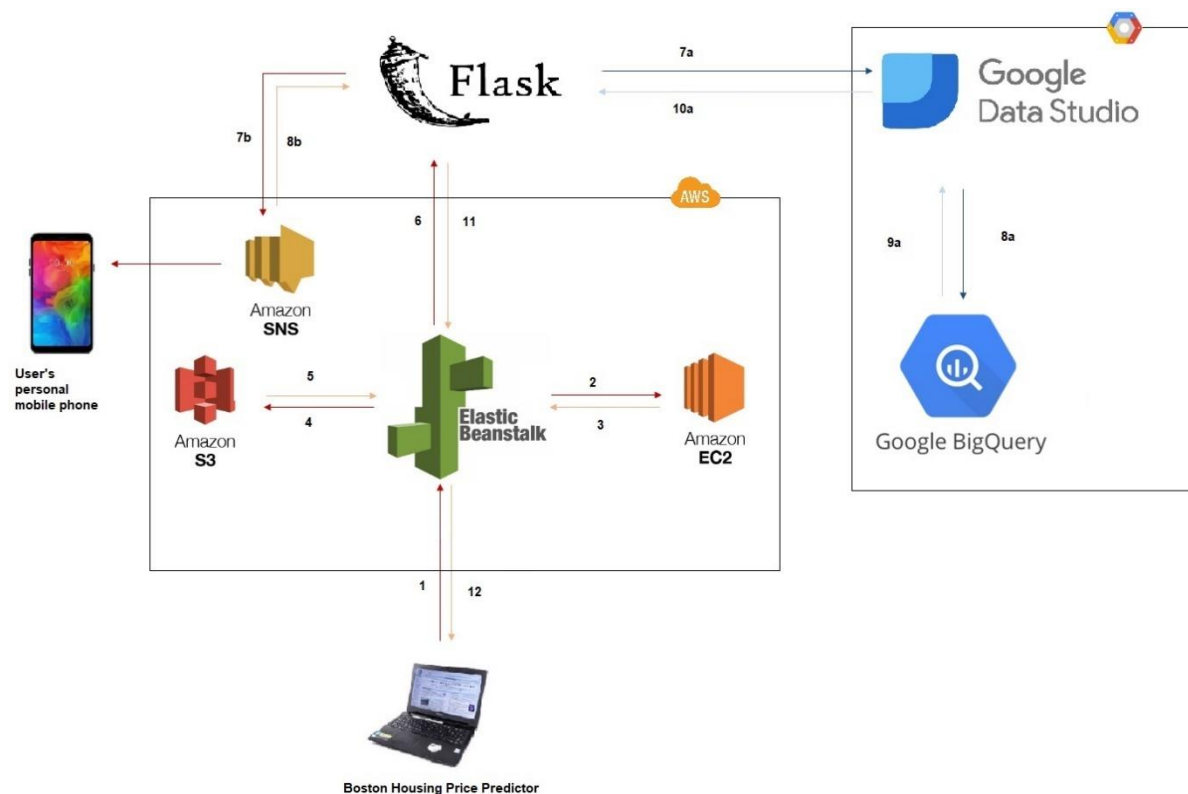 Flask
7a
10a
Google
Data Studio
7b
8b
AWS
6
11
9a
8a
Amazon
SNS
User's
personal
mobile phone
5
4
Elastic
Beanstalk
2
3
Amazon
S3
Amazon
EC2
Google BigQuery
1
12
Boston Housing Price Predictor